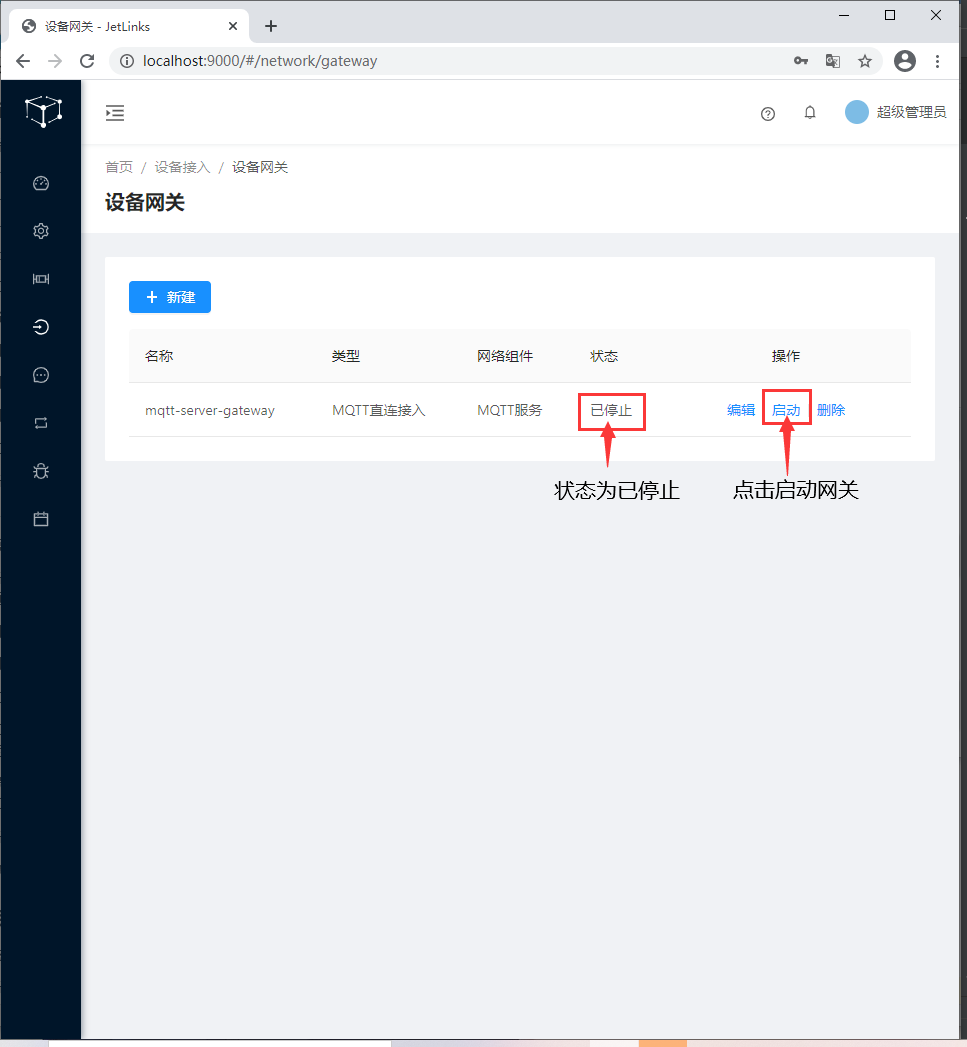 设备网关 - JetLinks
localhost:9000/#/network/gateway
超级管理员
首页 / 设备接入 / 设备网关
设备网关
+ 新建
名称 类型 网络组件 状态 操作
mqtt-server-gateway MQTT直连接入 MQTT服务 已停止 编辑 启动 删除
状态为已停止 点击启动网关